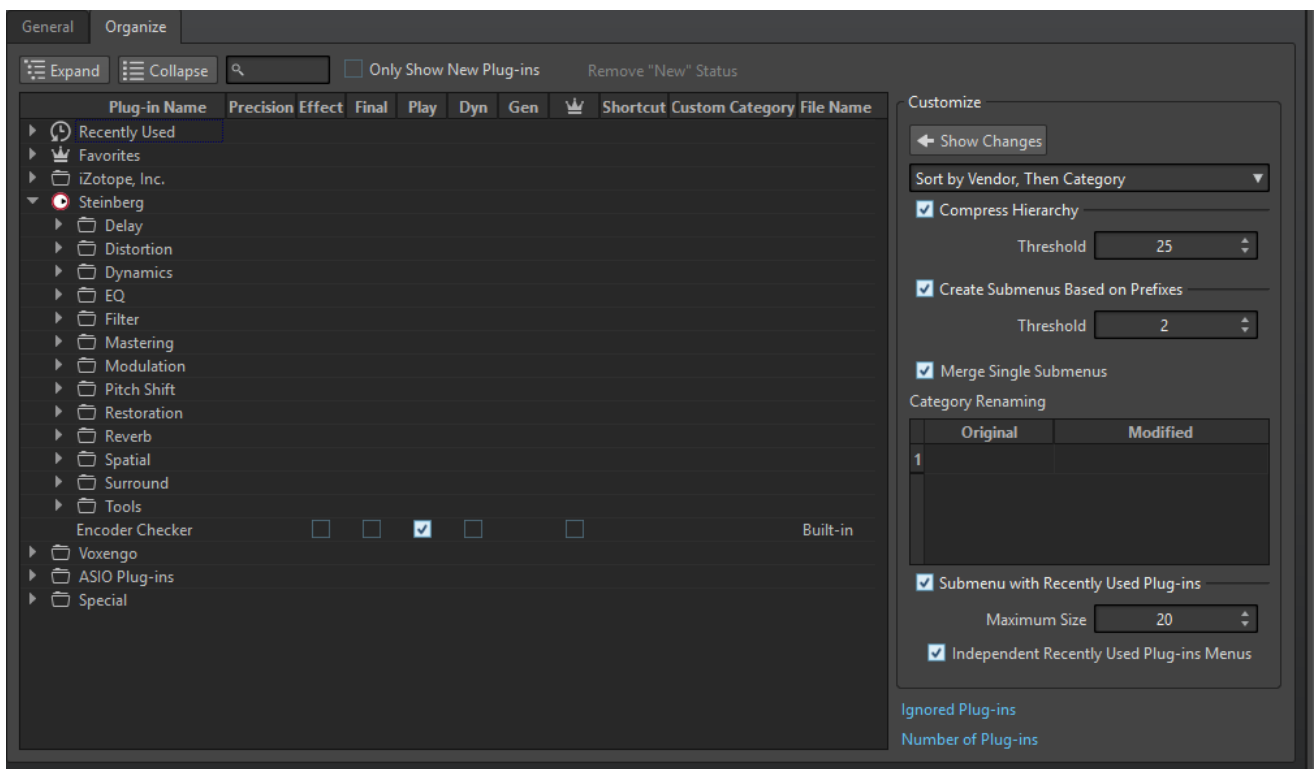 General Organize
Expand Collapse Only Show New Plug-ins Remove "New" Status
Plug-in Name Precision Effect Final Play Dyn Gen Shortcut Custom Category File Name
Recently Used
Favorites
iZotope, Inc.
Steinberg
Delay
Distortion
Dynamics
EQ
Filter
Mastering
Modulation
Pitch Shift
Restoration
Reverb
Spatial
Surround
Tools
Encoder Checker Built-in
Voxengo
ASIO Plug-ins
Special
Customize
Show Changes
Sort by Vendor, Then Category
Compress Hierarchy
Threshold 25
Create Submenus Based on Prefixes
Threshold 2
Merge Single Submenus
Category Renaming
Original Modified
1
Submenu with Recently Used Plug-ins
Maximum Size 20
Independent Recently Used Plug-ins Menus
Ignored Plug-ins
Number of Plug-ins